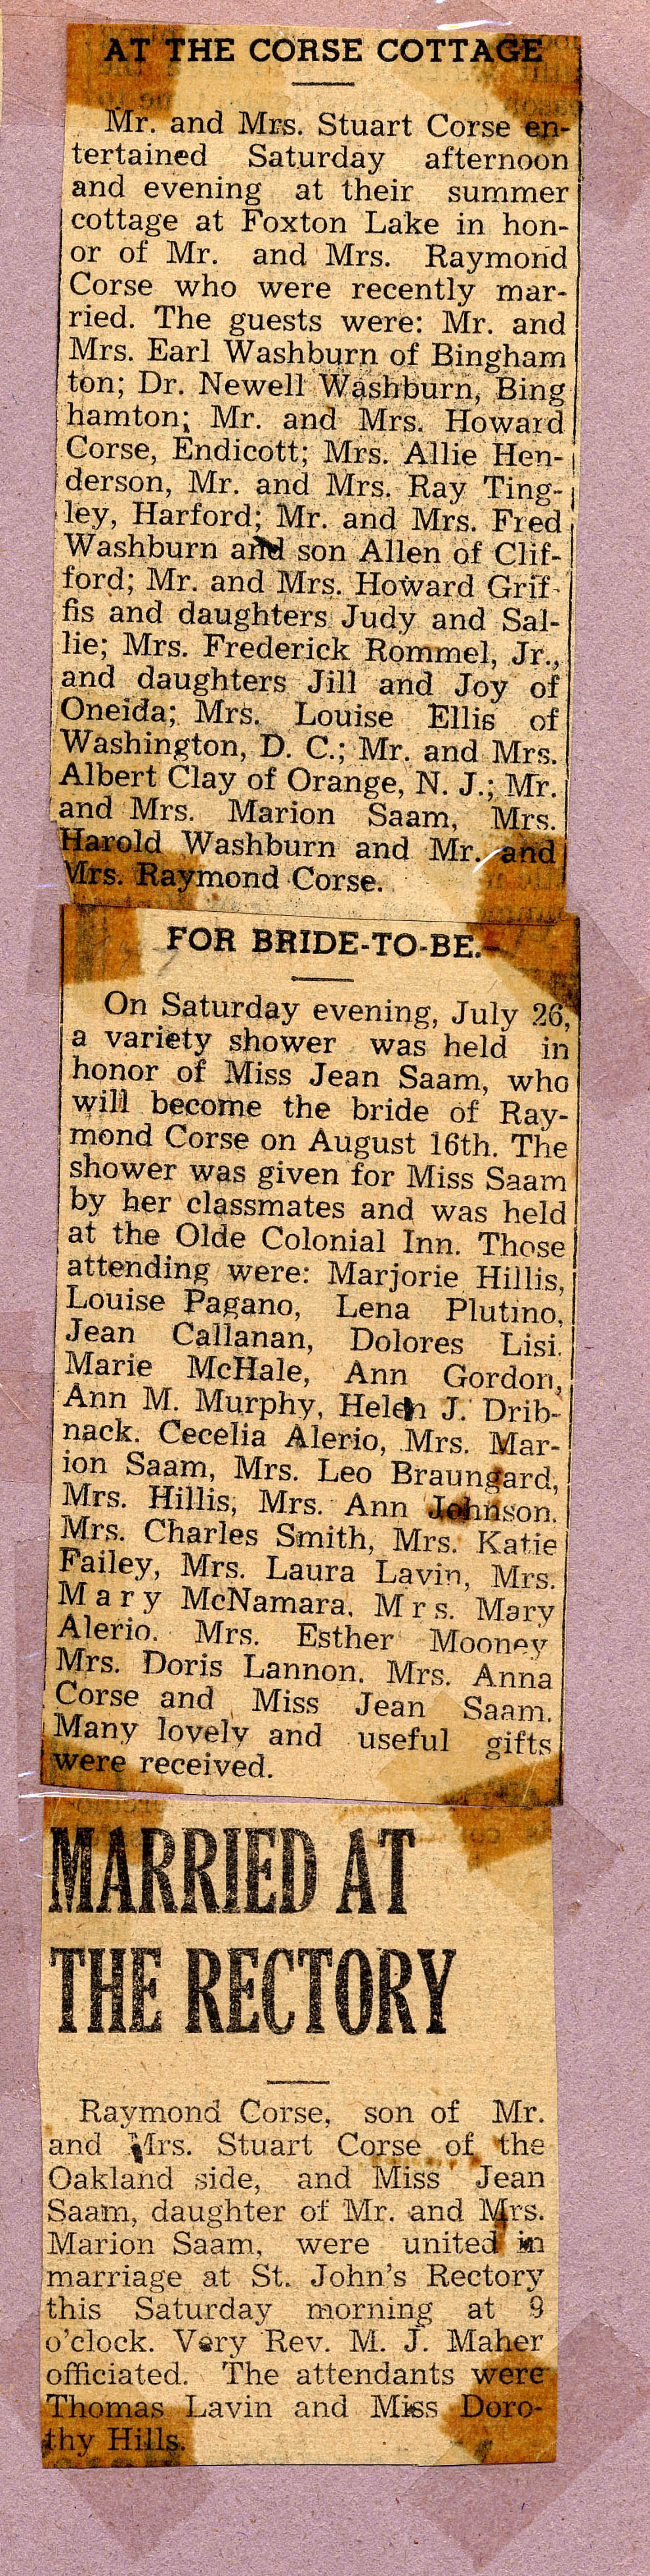 AT THE CORSE COTTAGE
Mr. and Mrs. Stuart Corse en-
tertained Saturday afternoon
and evening at their summer
cottage at Foxton Lake in hon-
or of Mr. and Mrs. Raymond
Corse who were recently mar-
ried. The guests were: Mr. and
Mrs. Earl Washburn of Bingham
ton; Dr. Newell Washburn, Bing
hamton; Mr. and Mrs. Howard
Corse, Endicott; Mrs. Allie Hen-
derson, Mr. and Mrs. Ray Ting-
ley, Harford; Mr. and Mrs. Fred
Washburn and son Allen of Clif-
ford; Mr. and Mrs. Howard Grif-
fis and daughters Judy and Sal-
lie; Mrs. Frederick Rommel, Jr.,
and daughters Jill and Joy of
Oneida; Mrs. Louise Ellis of
Washington, D. C.; Mr. and Mrs.
Albert Clay of Orange, N. J.; Mr.
and Mrs. Marion Saam, Mrs.
Harold Washburn and Mr. and
Mrs. Raymond Corse.
FOR BRIDE-TO-BE.-
On Saturday evening, July 26,
a variety shower was held in
honor of Miss Jean Saam, who
will become the bride of Ray-
mond Corse on August 16th. The
shower was given for Miss Saam
by her classmates and was held
at the Olde Colonial Inn. Those
attending were: Marjorie Hillis,
Louise Pagano, Lena Plutino,
Jean Callanan, Dolores Lisi.
Marie McHale, Ann Gordon,
Ann M. Murphy, Helen J. Drib-
nack. Cecelia Alerio, Mrs. Mar-
ion Saam, Mrs. Leo Braungard,
Mrs. Hillis, Mrs. Ann Johnson.
Mrs. Charles Smith, Mrs. Katie
Failey, Mrs. Laura Lavin, Mrs.
Mary McNamara. Mrs. Mary
Alerio. Mrs. Esther Mooney
Mrs. Doris Lannon. Mrs. Anna
Corse and Miss Jean Saam.
Many lovely and useful gifts
were received.
MARRIED AT
THE RECTORY
Raymond Corse, son of Mr.
and Mrs. Stuart Corse of the
Oakland side, and Miss Jean
Saam, daughter of Mr. and Mrs.
Marion Saam, were united in
marriage at St. John's Rectory
this Saturday morning at 9
o'clock. Very Rev. M. J. Maher
officiated. The attendants were
Thomas Lavin and Miss Doro-
thy Hills.